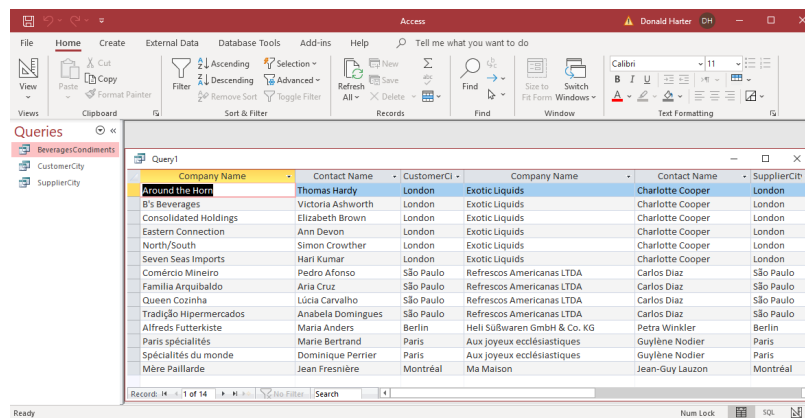 Access
Donald Harter DH
File Home Create External Data Database Tools Add-ins Help Tell me what you want to do
View
Paste
Cut
Copy
Format Painter
Filter
Ascending
Descending
Remove Sort
Selection
Advanced
Toggle Filter
Refresh All
New
Save
Delete
Find
Size to Fit Form
Switch Windows
Calibri 11
B I U
A
Views Clipboard Sort & Filter Records Find Window Text Formatting
Queries
BeveragesCondiments
CustomerCity
SupplierCity
Query1
Company Name Contact Name CustomerCi Company Name Contact Name SupplierCit
Around the Horn Thomas Hardy London Exotic Liquids Charlotte Cooper London
B's Beverages Victoria Ashworth London Exotic Liquids Charlotte Cooper London
Consolidated Holdings Elizabeth Brown London Exotic Liquids Charlotte Cooper London
Eastern Connection Ann Devon London Exotic Liquids Charlotte Cooper London
North/South Simon Crowther London Exotic Liquids Charlotte Cooper London
Seven Seas Imports Hari Kumar London Exotic Liquids Charlotte Cooper London
Comércio Mineiro Pedro Afonso São Paulo Refrescos Americanas LTDA Carlos Diaz São Paulo
Familia Arquibaldo Aria Cruz São Paulo Refrescos Americanas LTDA Carlos Diaz São Paulo
Queen Cozinha Lúcia Carvalho São Paulo Refrescos Americanas LTDA Carlos Diaz São Paulo
Tradição Hipermercados Anabela Domingues São Paulo Refrescos Americanas LTDA Carlos Diaz São Paulo
Alfreds Futterkiste Maria Anders Berlin Heli Süßwaren GmbH & Co. KG Petra Winkler Berlin
Paris spécialités Marie Bertrand Paris Aux joyeux ecclésiastiques Guylène Nodier Paris
Spécialités du monde Dominique Perrier Paris Aux joyeux ecclésiastiques Guylène Nodier Paris
Mère Paillarde Jean Fresnière Montréal Ma Maison Jean-Guy Lauzon Montréal
Record: 1 of 14 No Filter Search
Ready Num Lock SQL